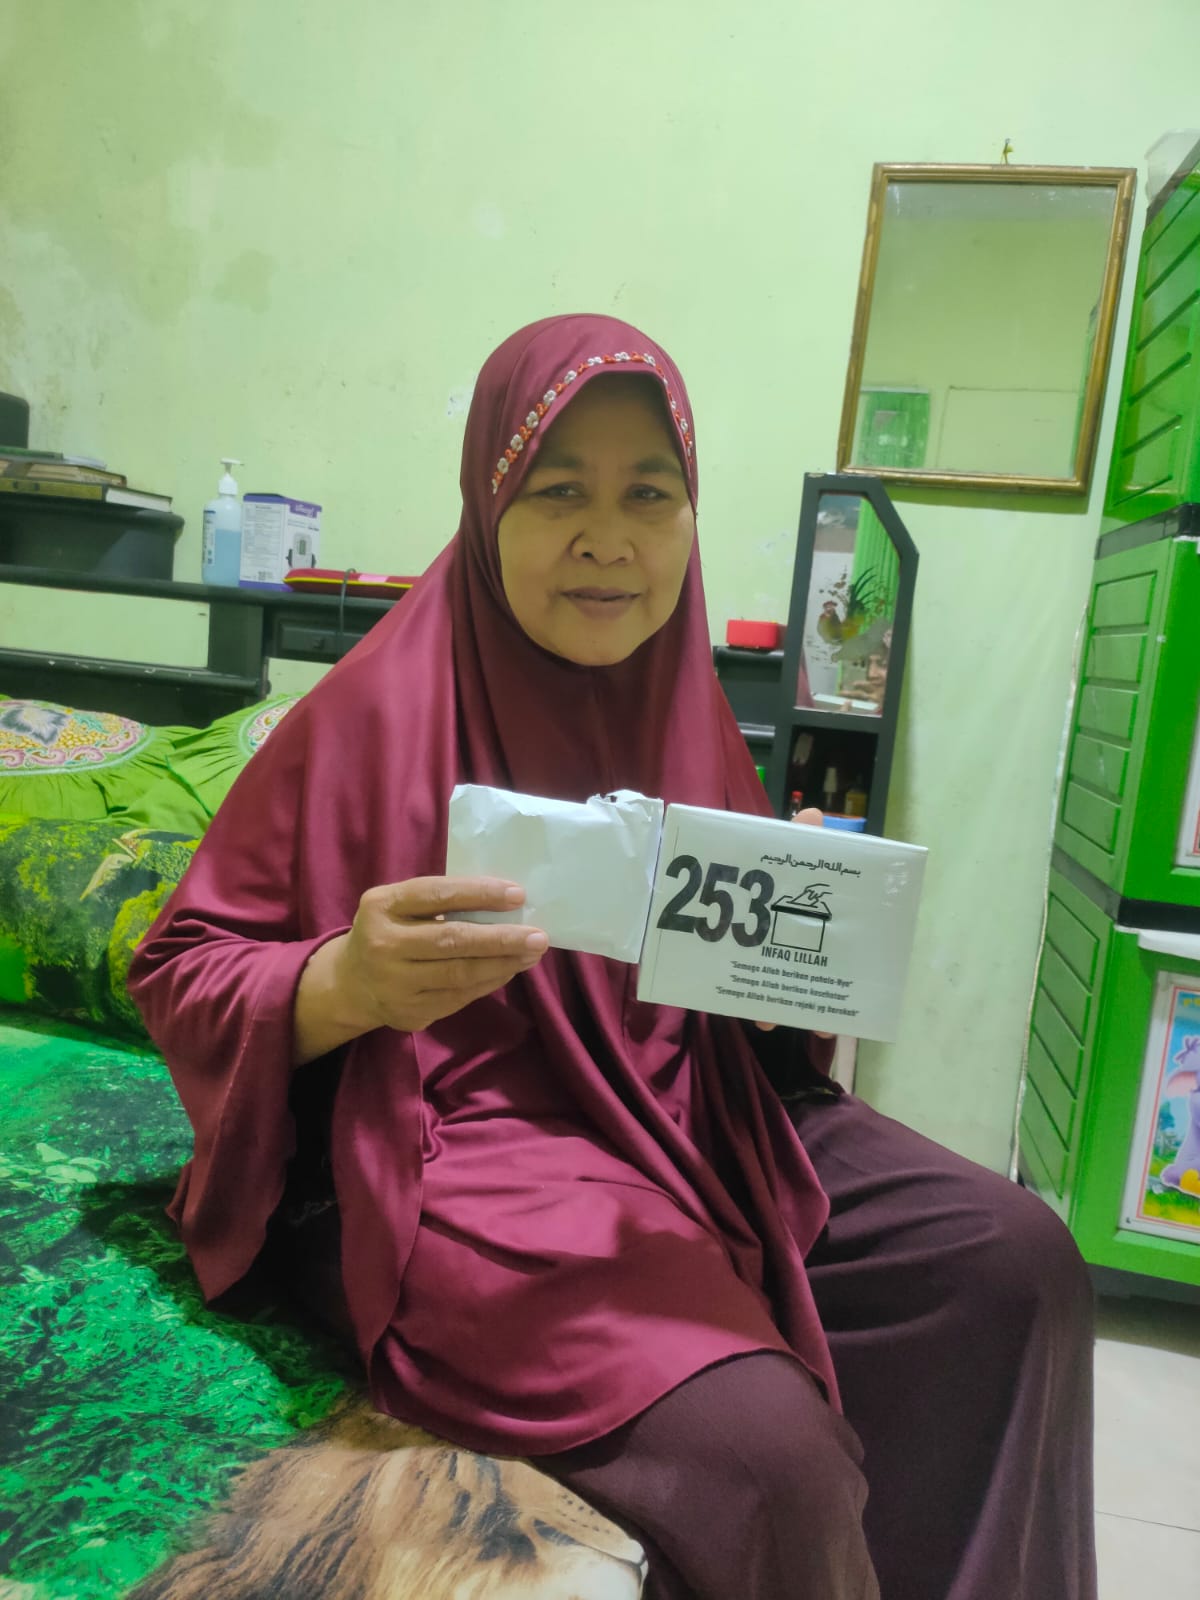 بسم الله الرحمن الرحيم
253
INFAQ LILLAH
"Semoga Allah berikan pahala-Nya"
"Semoga Allah berikan kesehatan"
"Semoga Allah berikan rejeki yg barokah"